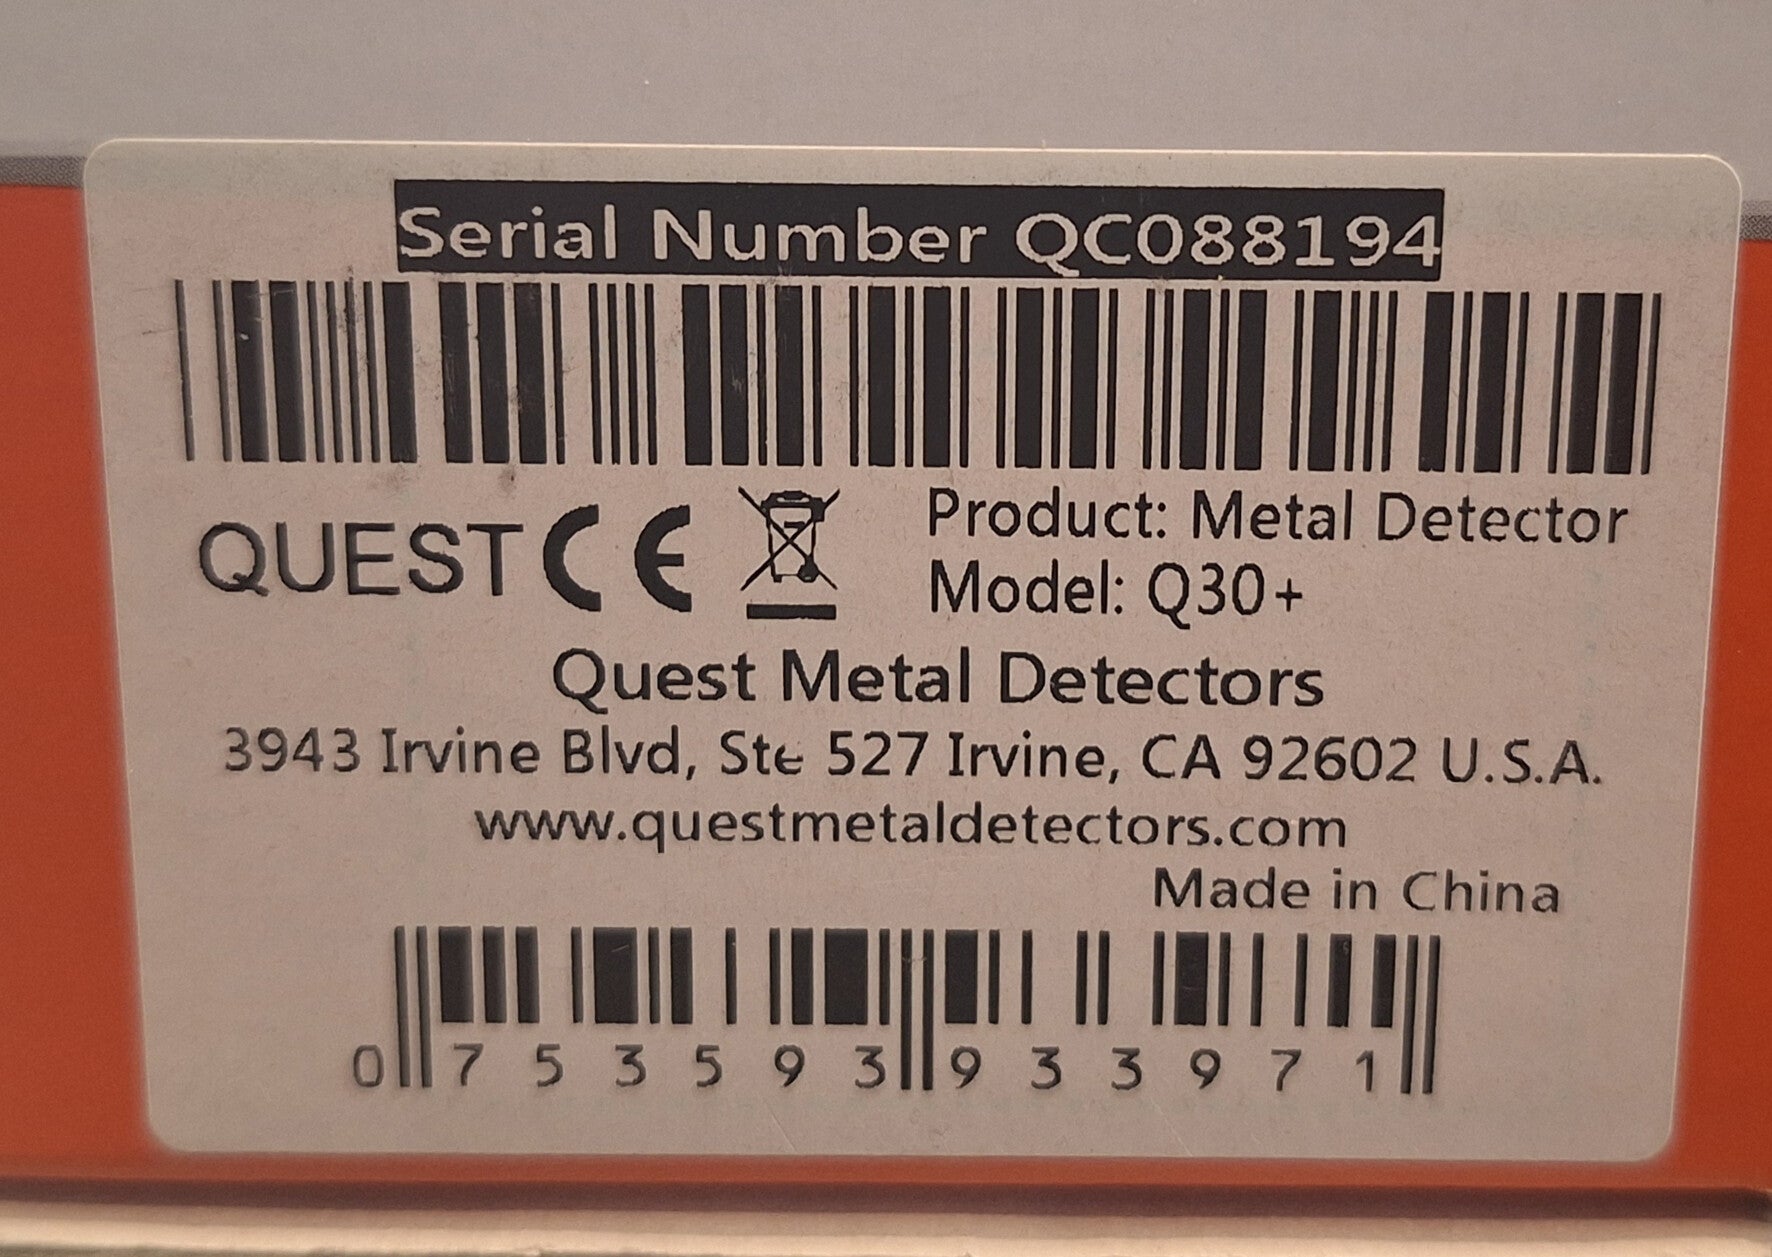 Serial Number QC088194
QUEST CE
Product: Metal Detector
Model: Q30+
Quest Metal Detectors
3943 Irvine Blvd, Ste 527 Irvine, CA 92602 U.S.A.
www.questmetaldetectors.com
Made in China
0 753593 933971